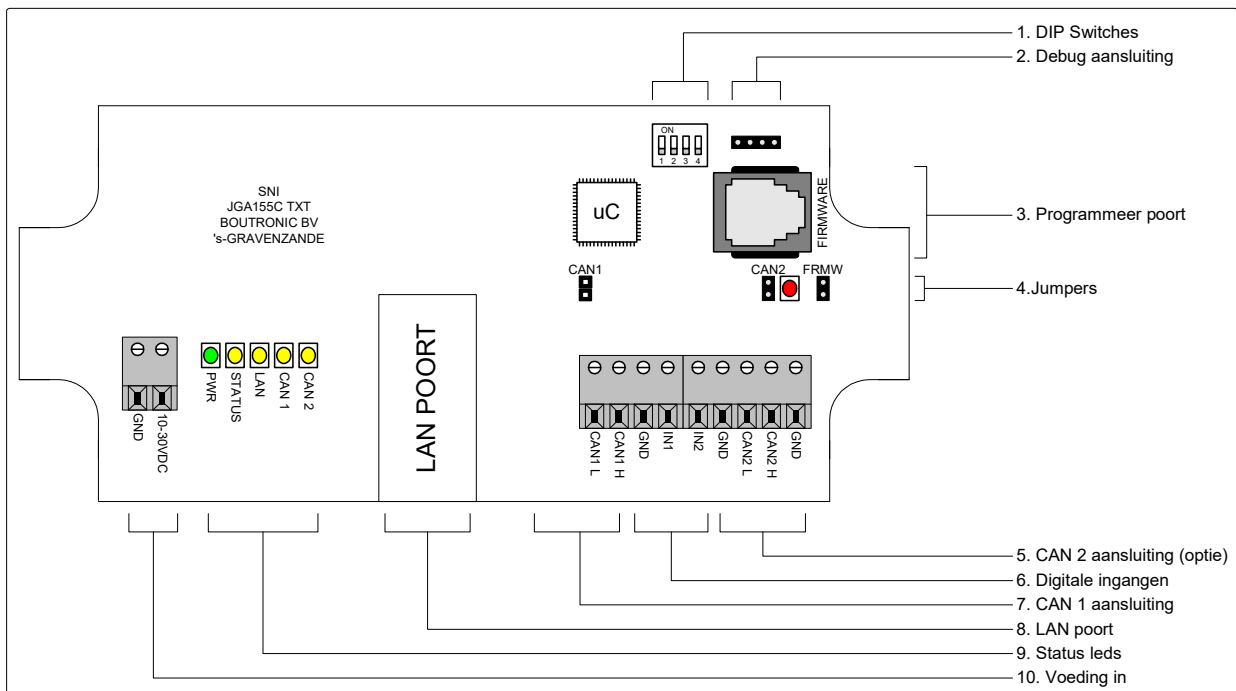 1. DIP Switches
2. Debug aansluiting
ON
1 2 3 4
SNI
JGA155C TXT
BOUTRONIC BV
's-GRAVENZANDE
uC
FIRMWARE
3. Programmeer poort
CAN1
CAN2
FRMW
4.Jumpers
GND
10-30VDC
PWR
STATUS
LAN
CAN 1
CAN 2
LAN POORT
CAN1 L
CAN1 H
GND
IN1
IN2
GND
CAN2 L
CAN2 H
GND
5. CAN 2 aansluiting (optie)
6. Digitale ingangen
7. CAN 1 aansluiting
8. LAN poort
9. Status leds
10. Voeding in